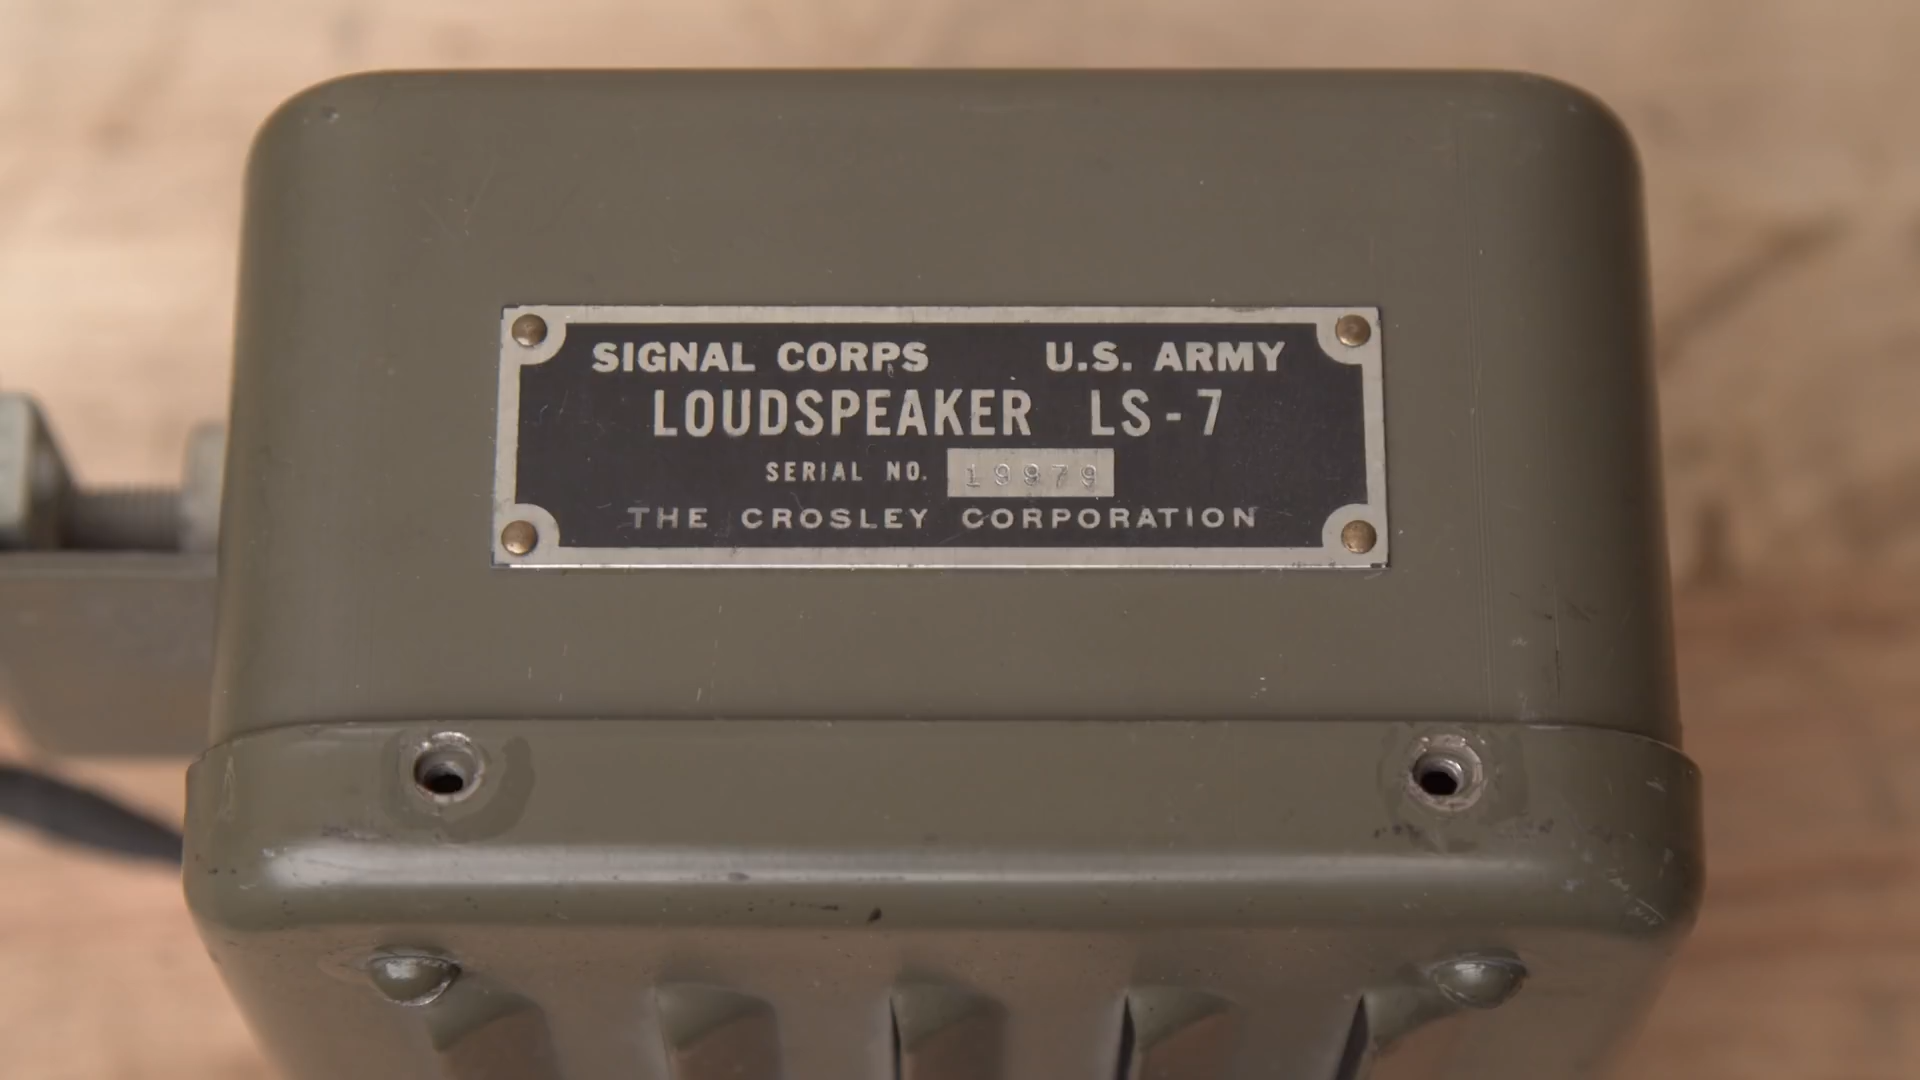 SIGNAL CORPS U.S. ARMY
LOUDSPEAKER LS-7
SERIAL NO. 19979
THE CROSLEY CORPORATION